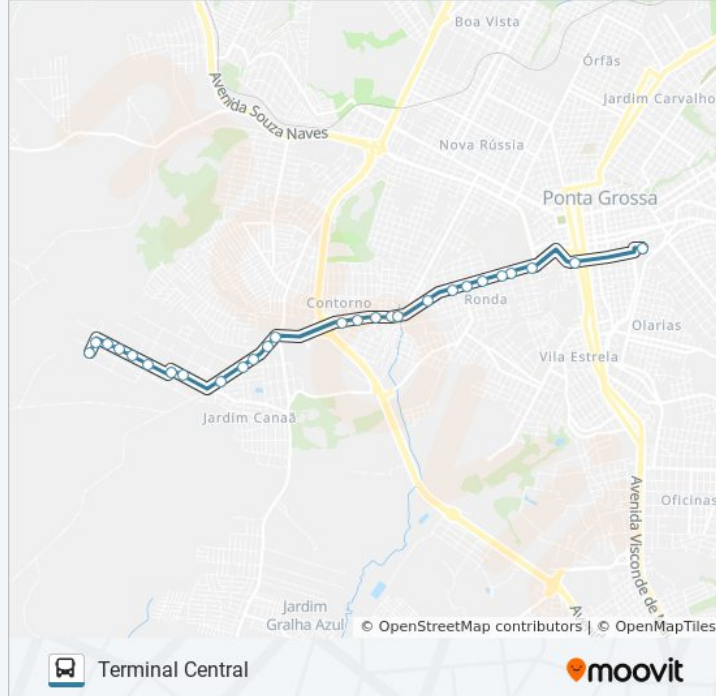 Boa Vista
Órfãs
Avenida Souza Naves
Jardim Carvalho
Nova Rússia
Ponta Grossa
Contorno
Ronda
Olarias
Vila Estrela
Jardim Canaã
Oficinas
Avenida Visconde de
Jardim
Gralha Azul
© OpenStreetMap contributors | © OpenMapTiles
Terminal Central
moovit